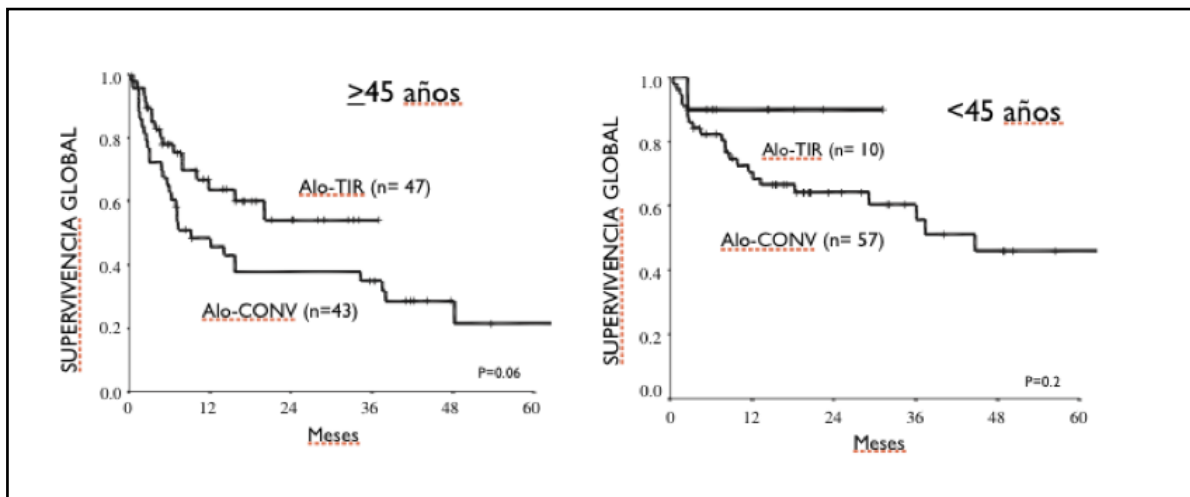 ≥45 años
SUPERVIVENCIA GLOBAL
1.0
0.8
0.6
0.4
0.2
0.0
Alo-TIR (n= 47)
Alo-CONV (n=43)
P=0.06
0 12 24 36 48 60
Meses
<45 años
SUPERVIVENCIA GLOBAL
1.0
0.8
0.6
0.4
0.2
0.0
Alo-TIR (n= 10)
Alo-CONV (n= 57)
P=0.2
0 12 24 36 48 60
Meses